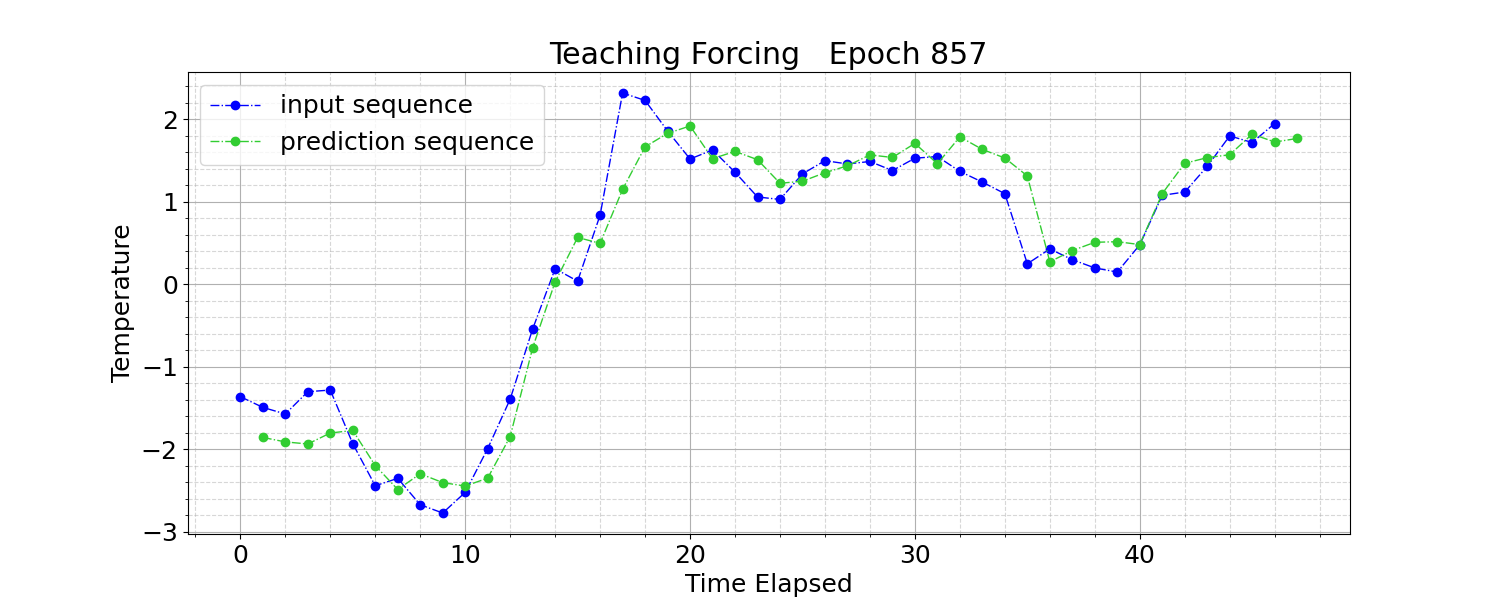 Teaching Forcing   Epoch 857
input sequence
prediction sequence
Temperature
2
1
0
−1
−2
−3
0 10 20 30 40
Time Elapsed